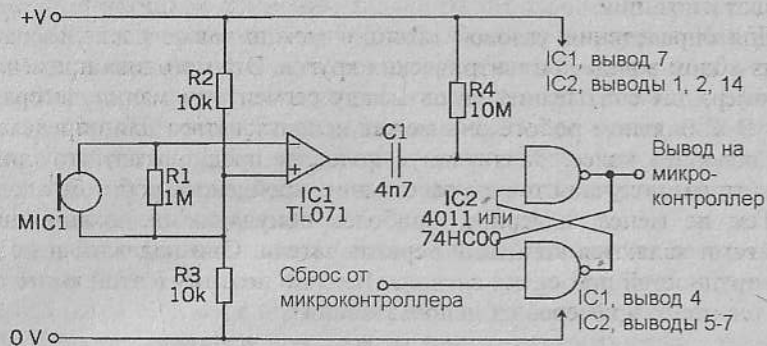 +V
R2
10k
IC1, вывод 7
IC2, выводы 1, 2, 14
R4
10M
C1
4n7
R1
1M
MIC1
IC1
TL071
IC2
4011 или
74HC00
Вывод на
микро-
контроллер
R3
10k
Сброс от
микроконтроллера
IC1, вывод 4
IC2, выводы 5-7
0 V